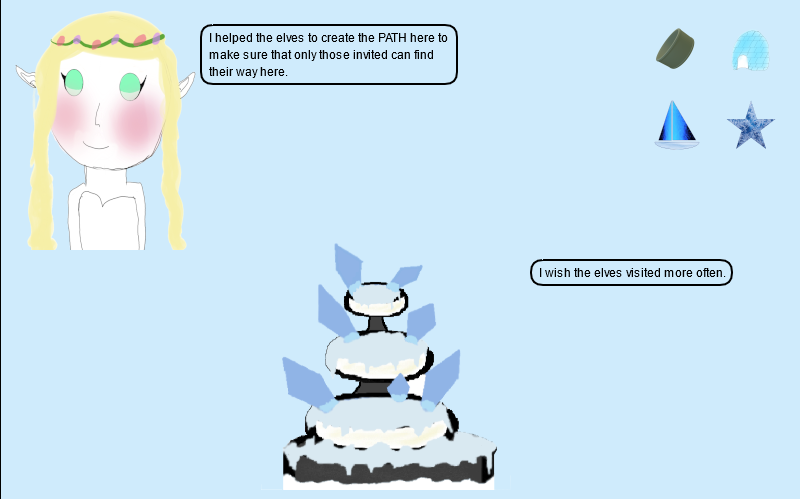 I helped the elves to create the PATH here to
make sure that only those invited can find
their way here.
I wish the elves visited more often.